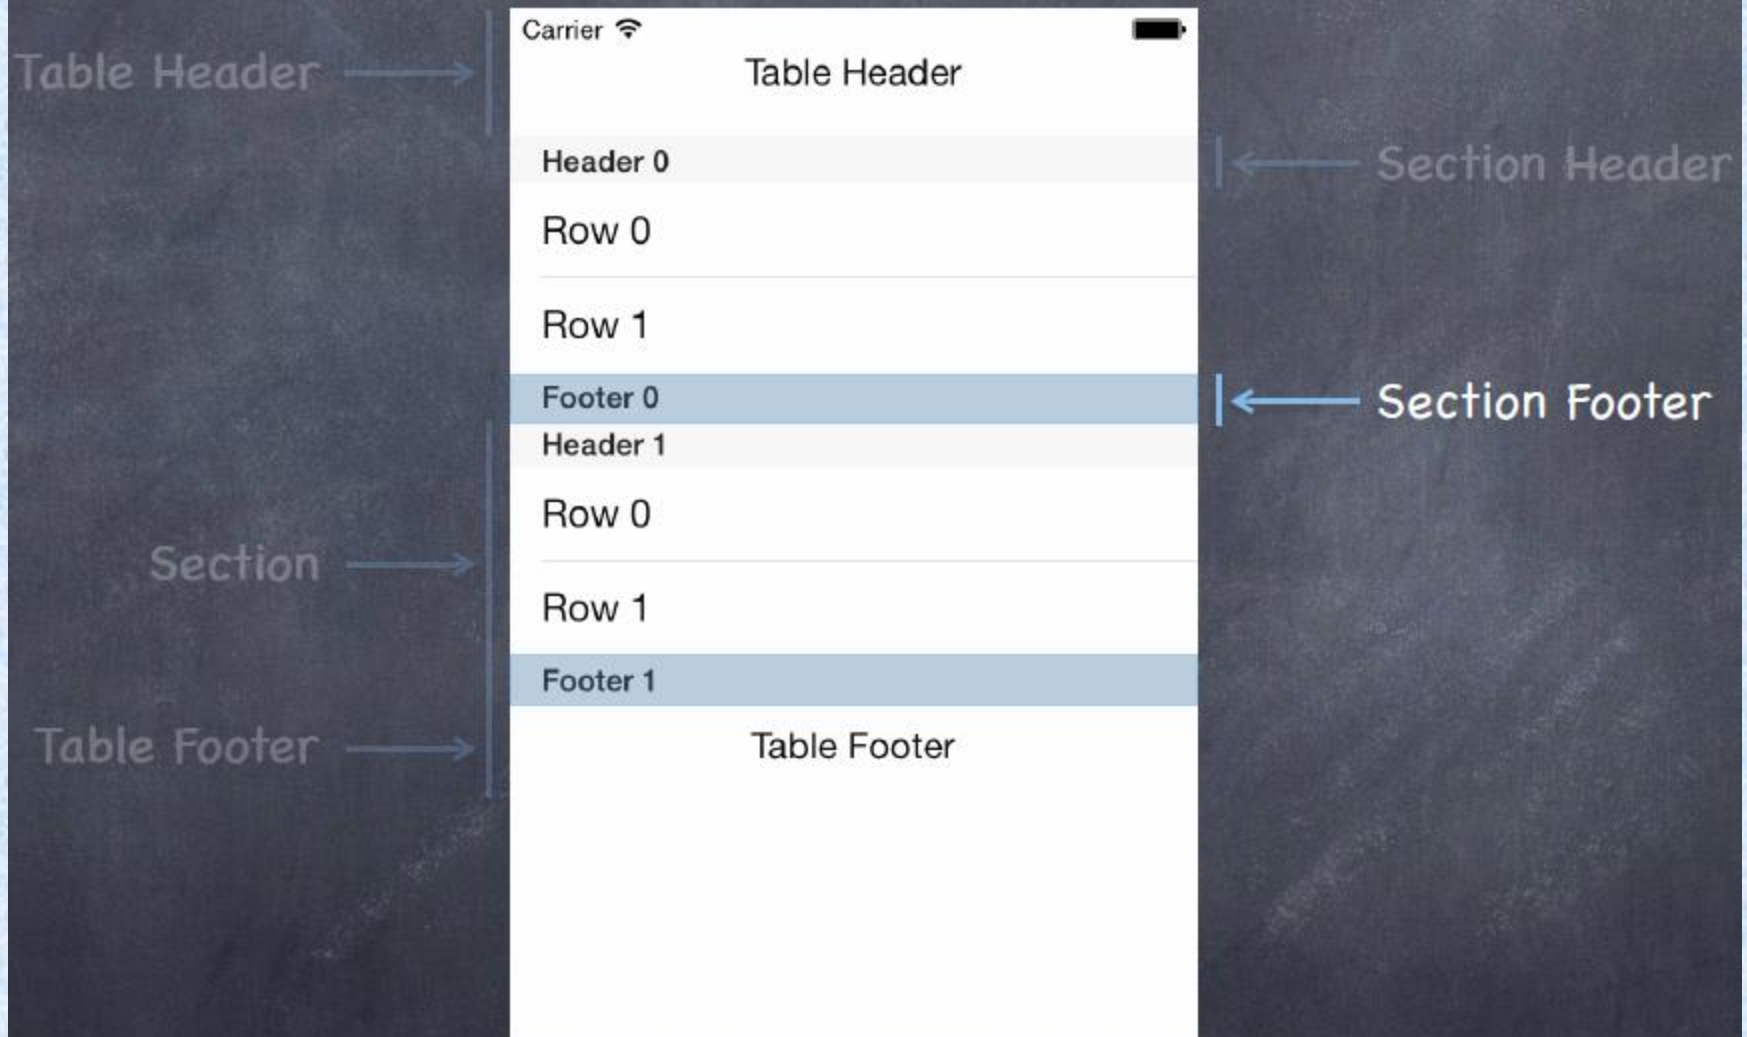 Carrier
Table Header
Table Header
Header 0
Section Header
Row 0
Row 1
Footer 0
Section Footer
Header 1
Row 0
Section
Row 1
Footer 1
Table Footer
Table Footer